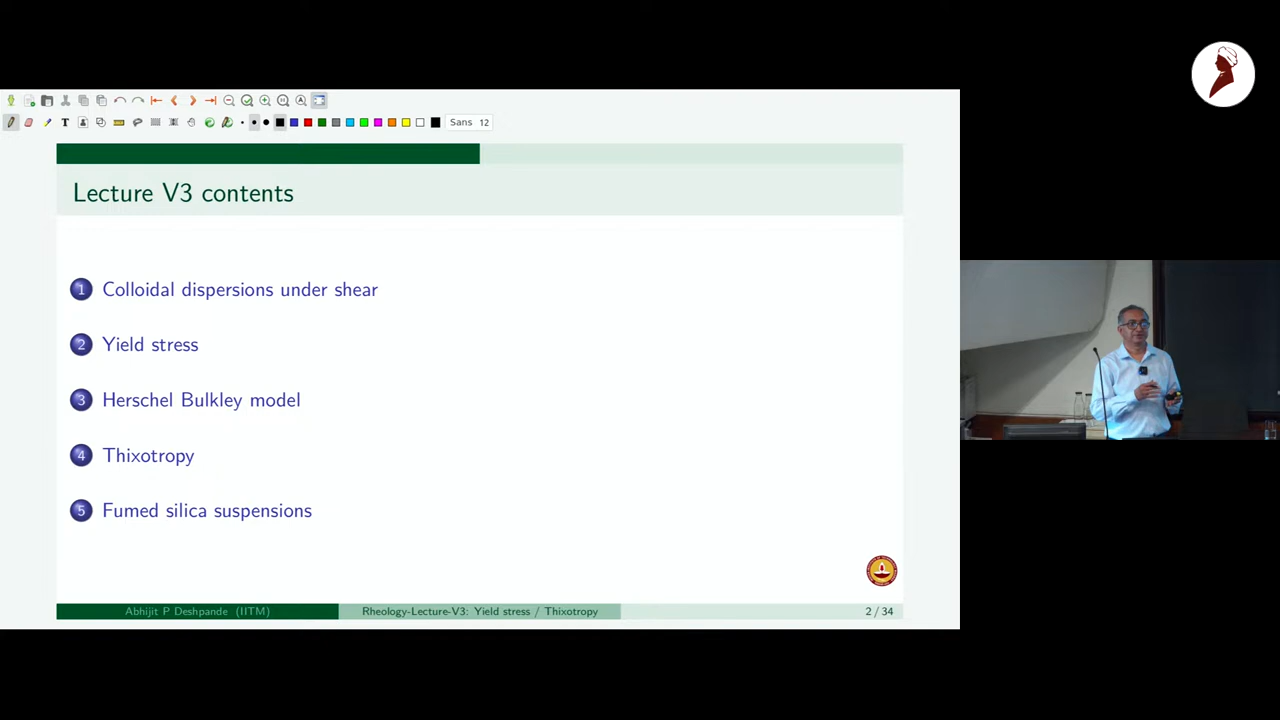 T
Sans 12
Lecture V3 contents
1 Colloidal dispersions under shear
2 Yield stress
3 Herschel Bulkley model
4 Thixotropy
5 Fumed silica suspensions
Abhijit P Deshpande (IITM) Rheology-Lecture-V3: Yield stress / Thixotropy 2 / 34